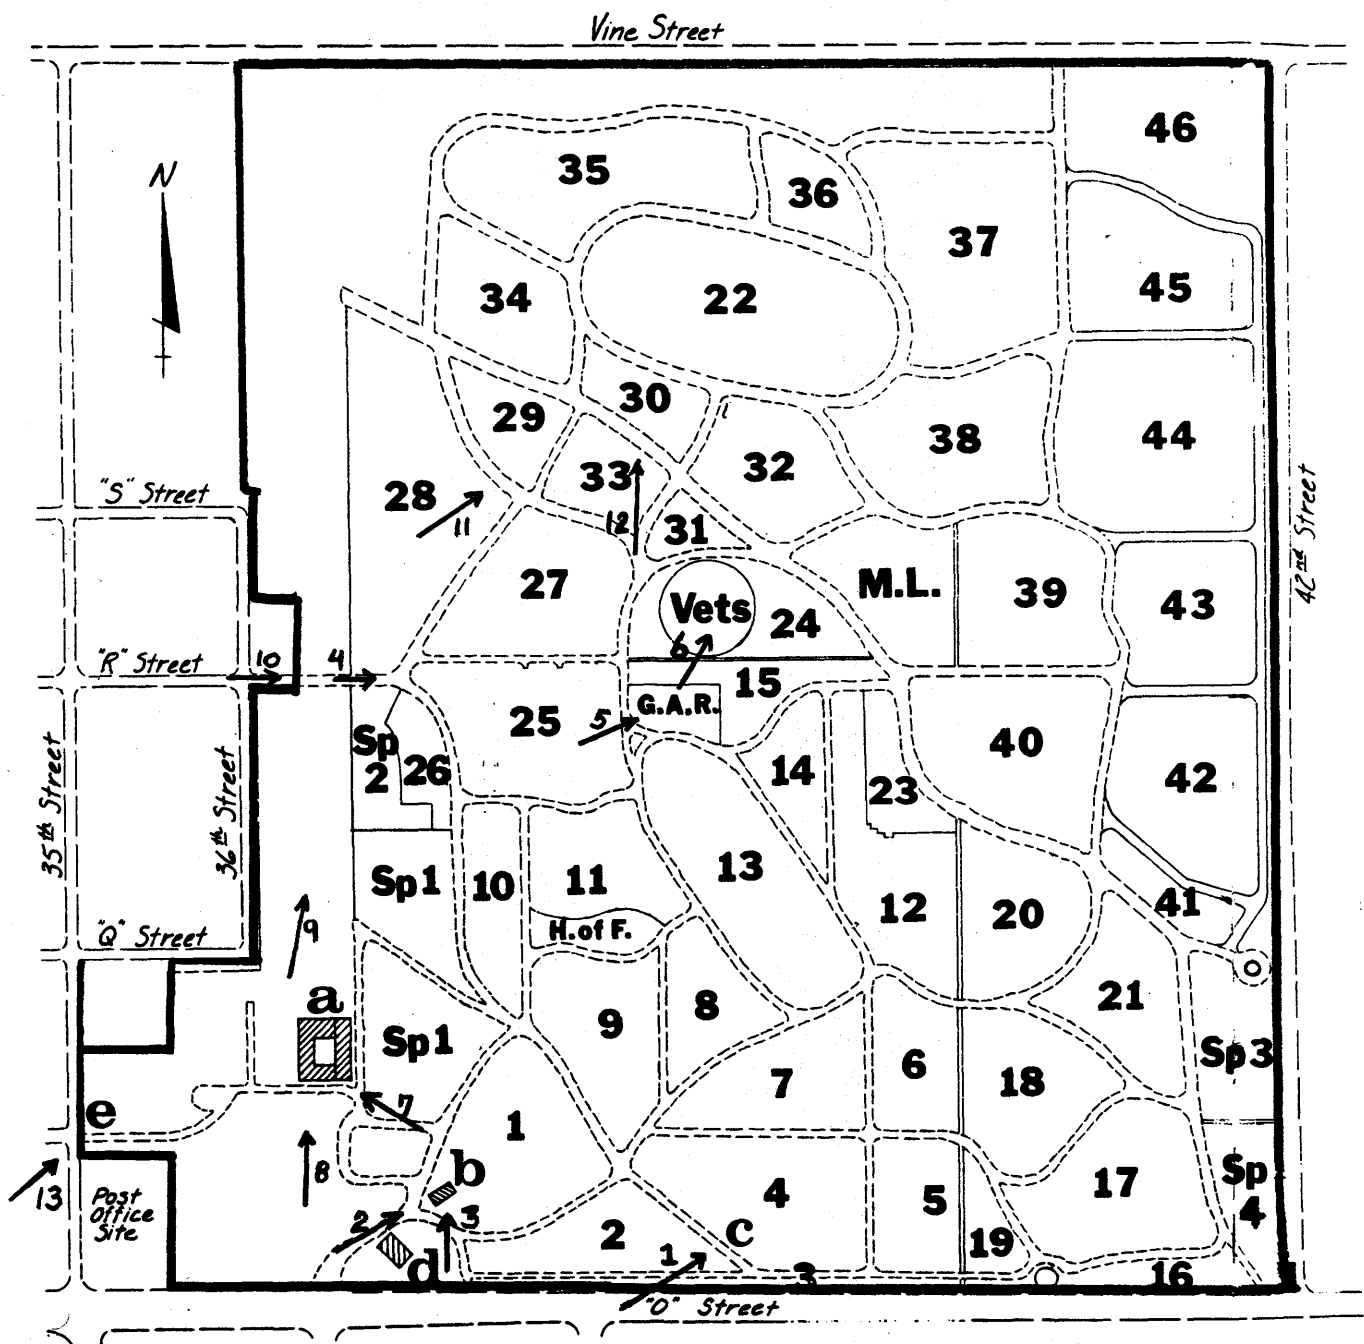 Vine Street
46
35
36
N
37
45
34
22
29
30
38
44
28
33
32
"S" Street
11
12
31
42nd Street
27
Vets
24
M.L.
39
43
"R" Street
10
4
6
15
G.A.R.
5
25
Sp
2
26
14
23
40
42
35th Street
36th Street
13
Sp1
10
11
12
20
41
H. of F.
"Q" Street
9
a
21
9
8
Sp1
7
6
18
Sp3
e
7
1
8
b
13
Post
Office
Site
4
5
17
Sp
4
2
3
d
2
1
c
19
3
16
"O" Street